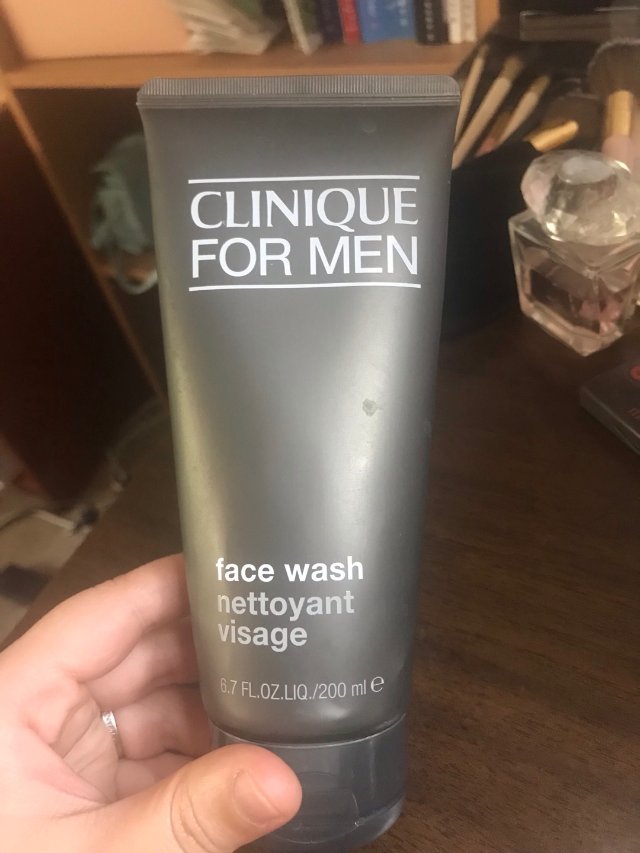 CLINIQUE
FOR MEN
face wash
nettoyant
visage
6.7 FL.OZ.LIQ./200 ml ℮